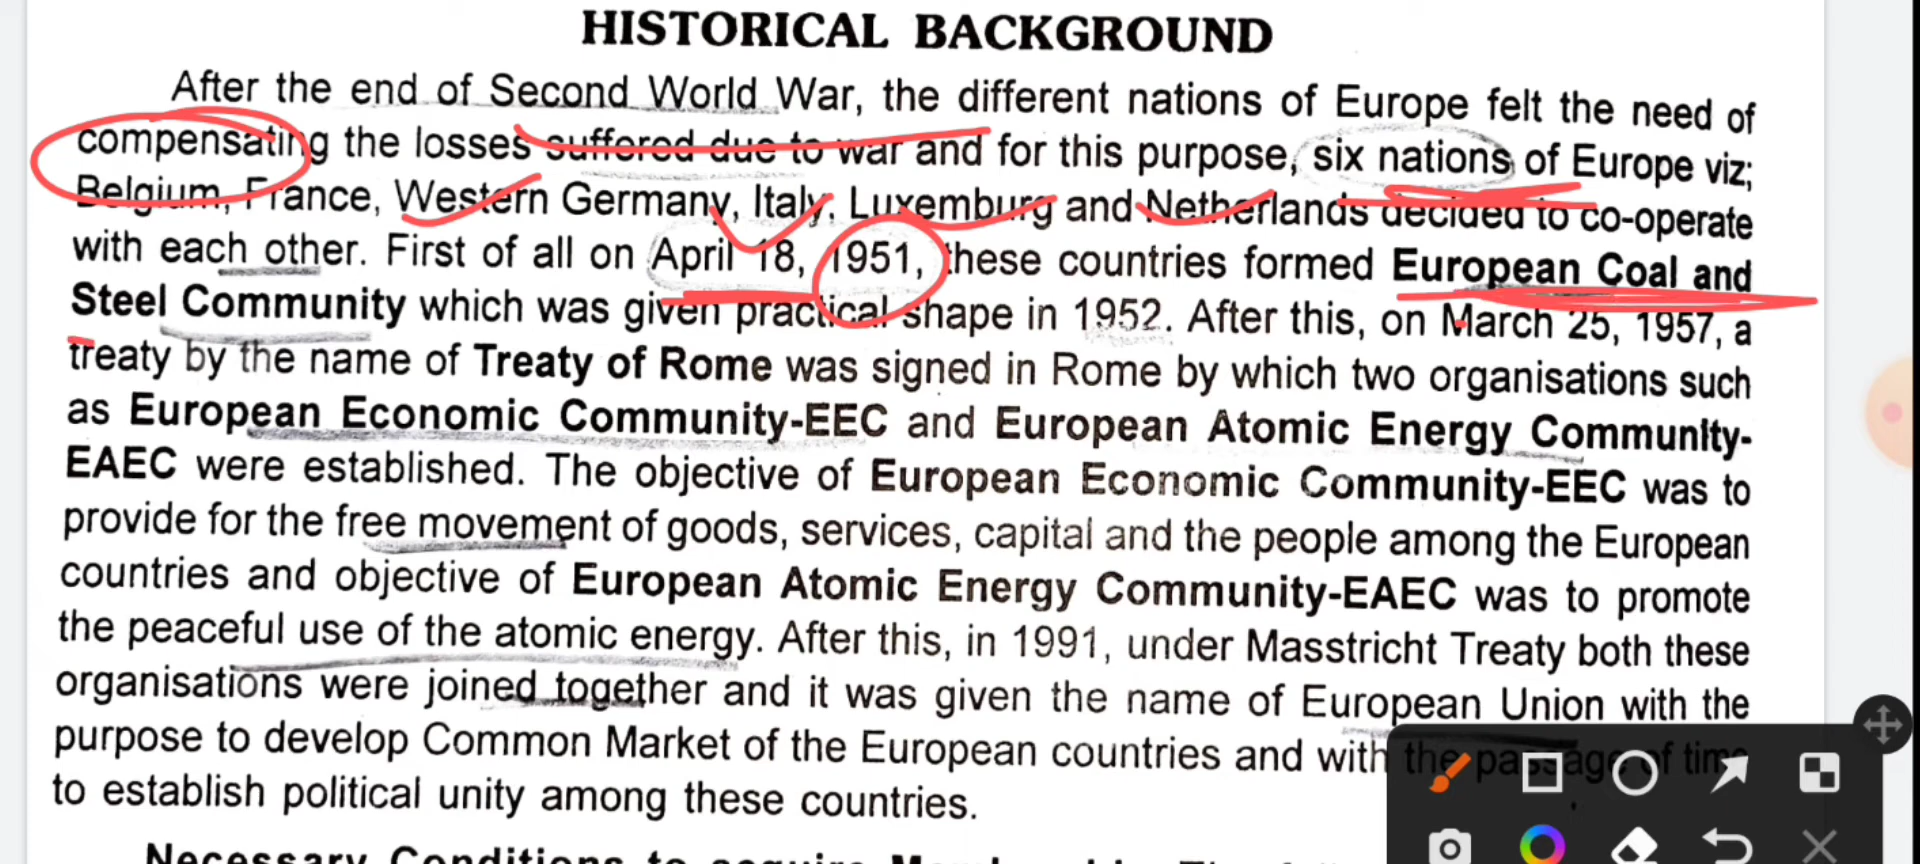 HISTORICAL BACKGROUND
After the end of Second World War, the different nations of Europe felt the need of
compensating the losses suffered due to war and for this purpose, six nations of Europe viz;
Belgium, France, Western Germany, Italy, Luxemburg and Netherlands decided to co-operate
with each other. First of all on April 18, 1951, these countries formed European Coal and
Steel Community which was given practical shape in 1952. After this, on March 25, 1957, a
treaty by the name of Treaty of Rome was signed in Rome by which two organisations such
as European Economic Community-EEC and European Atomic Energy Community-
EAEC were established. The objective of European Economic Community-EEC was to
provide for the free movement of goods, services, capital and the people among the European
countries and objective of European Atomic Energy Community-EAEC was to promote
the peaceful use of the atomic energy. After this, in 1991, under Masstricht Treaty both these
organisations were joined together and it was given the name of European Union with the
purpose to develop Common Market of the European countries and with the passage of time
to establish political unity among these countries.
Necessary Conditions to acquire